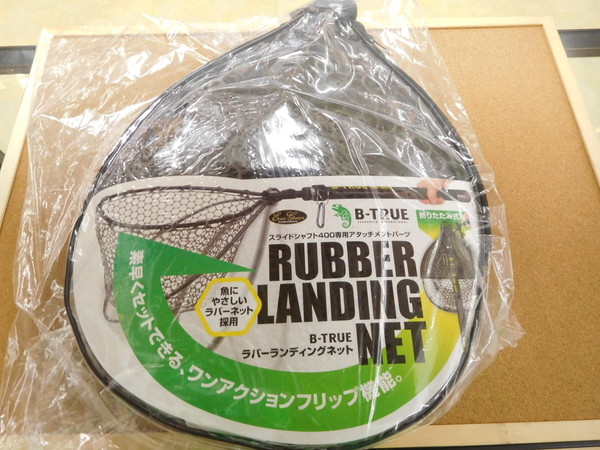 Ever Green
B-TRUE
折りたたみ式
スライドシャフト400専用アタッチメントパーツ
RUBBER
LANDING
NET
魚に
やさしい
ラバーネット
採用
B-TRUE
ラバーランディングネット
素早くセットできる、ワンアクションフリップ機能。